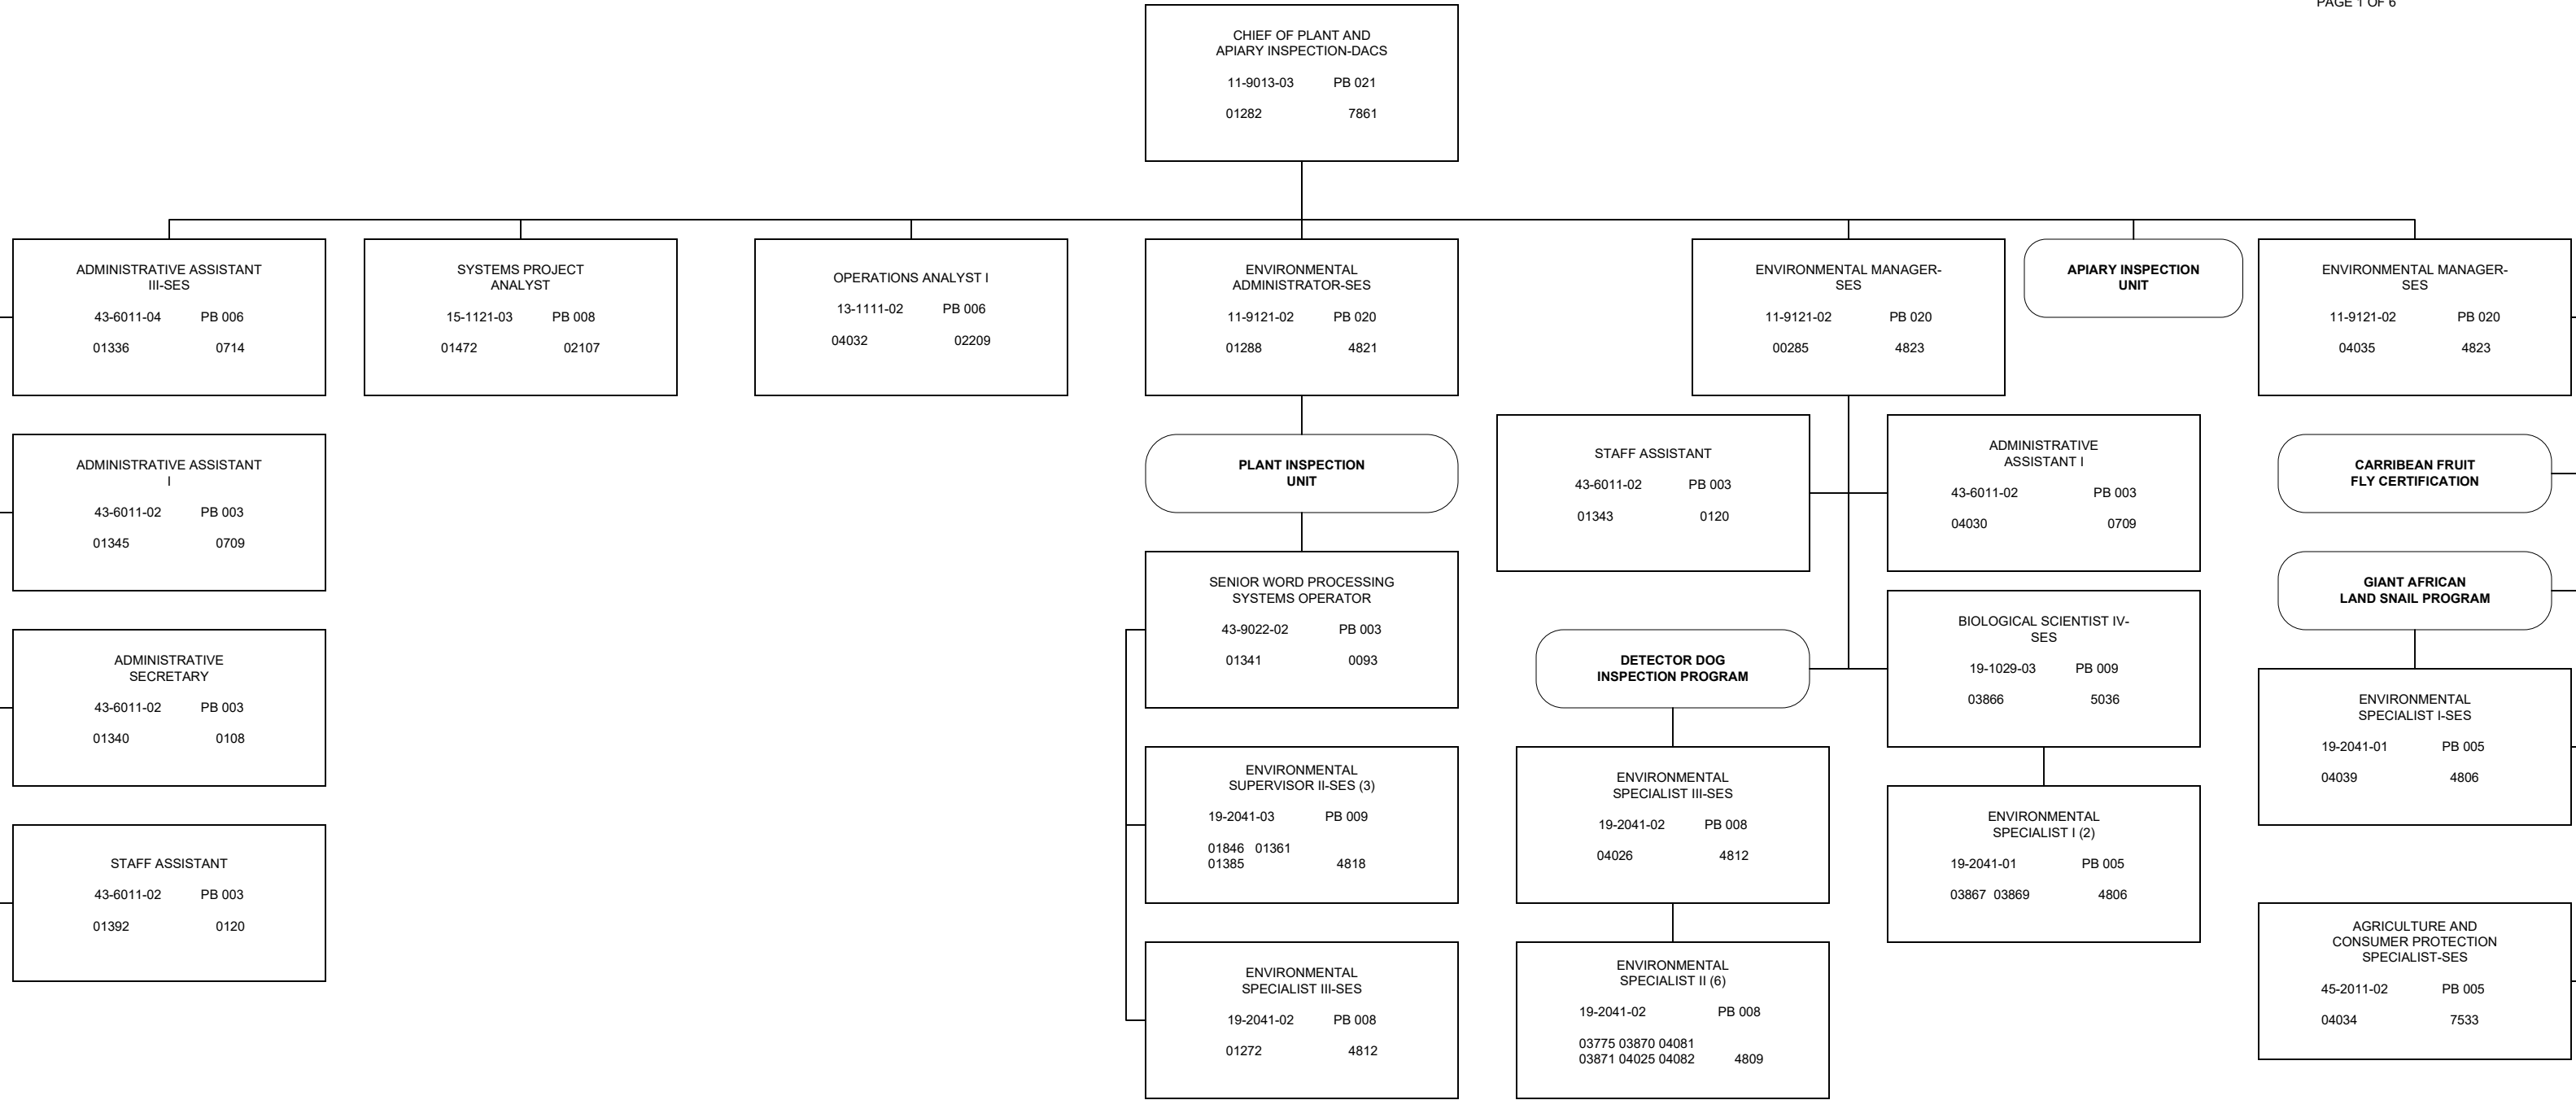 PAGE 1 OF 6
CHIEF OF PLANT AND
APIARY INSPECTION-DACS
11-9013-03 PB 021
01282 7861
ADMINISTRATIVE ASSISTANT
III-SES
43-6011-04 PB 006
01336 0714
SYSTEMS PROJECT
ANALYST
15-1121-03 PB 008
01472 02107
OPERATIONS ANALYST I
13-1111-02 PB 006
04032 02209
ENVIRONMENTAL
ADMINISTRATOR-SES
11-9121-02 PB 020
01288 4821
ENVIRONMENTAL MANAGER-
SES
11-9121-02 PB 020
00285 4823
APIARY INSPECTION
UNIT
ENVIRONMENTAL MANAGER-
SES
11-9121-02 PB 020
04035 4823
ADMINISTRATIVE ASSISTANT
I
43-6011-02 PB 003
01345 0709
ADMINISTRATIVE
SECRETARY
43-6011-02 PB 003
01340 0108
STAFF ASSISTANT
43-6011-02 PB 003
01392 0120
PLANT INSPECTION
UNIT
SENIOR WORD PROCESSING
SYSTEMS OPERATOR
43-9022-02 PB 003
01341 0093
ENVIRONMENTAL
SUPERVISOR II-SES (3)
19-2041-03 PB 009
01846 01361
01385 4818
ENVIRONMENTAL
SPECIALIST III-SES
19-2041-02 PB 008
01272 4812
STAFF ASSISTANT
43-6011-02 PB 003
01343 0120
ADMINISTRATIVE
ASSISTANT I
43-6011-02 PB 003
04030 0709
DETECTOR DOG
INSPECTION PROGRAM
BIOLOGICAL SCIENTIST IV-
SES
19-1029-03 PB 009
03866 5036
ENVIRONMENTAL
SPECIALIST III-SES
19-2041-02 PB 008
04026 4812
ENVIRONMENTAL
SPECIALIST I (2)
19-2041-01 PB 005
03867 03869 4806
ENVIRONMENTAL
SPECIALIST II (6)
19-2041-02 PB 008
03775 03870 04081
03871 04025 04082 4809
CARRIBEAN FRUIT
FLY CERTIFICATION
GIANT AFRICAN
LAND SNAIL PROGRAM
ENVIRONMENTAL
SPECIALIST I-SES
19-2041-01 PB 005
04039 4806
AGRICULTURE AND
CONSUMER PROTECTION
SPECIALIST-SES
45-2011-02 PB 005
04034 7533